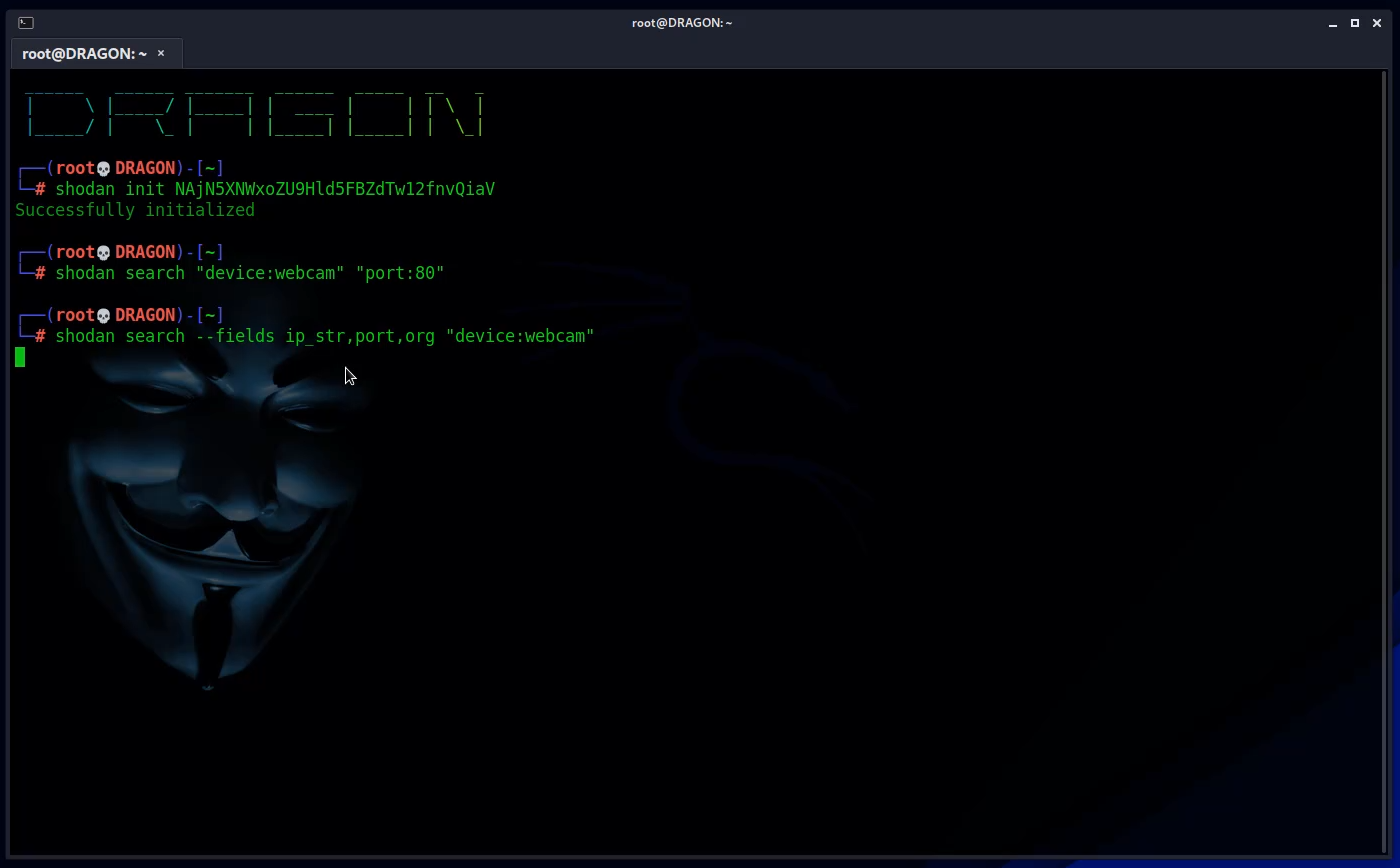 root@DRAGON: ~
root@DRAGON: ~ ×
DRAGON
┌──(root💀DRAGON)-[~]
└─# shodan init NAjN5XNWxoZU9Hld5FBZdTw12fnvQiaV
Successfully initialized
┌──(root💀DRAGON)-[~]
└─# shodan search "device:webcam" "port:80"
┌──(root💀DRAGON)-[~]
└─# shodan search --fields ip_str,port,org "device:webcam"